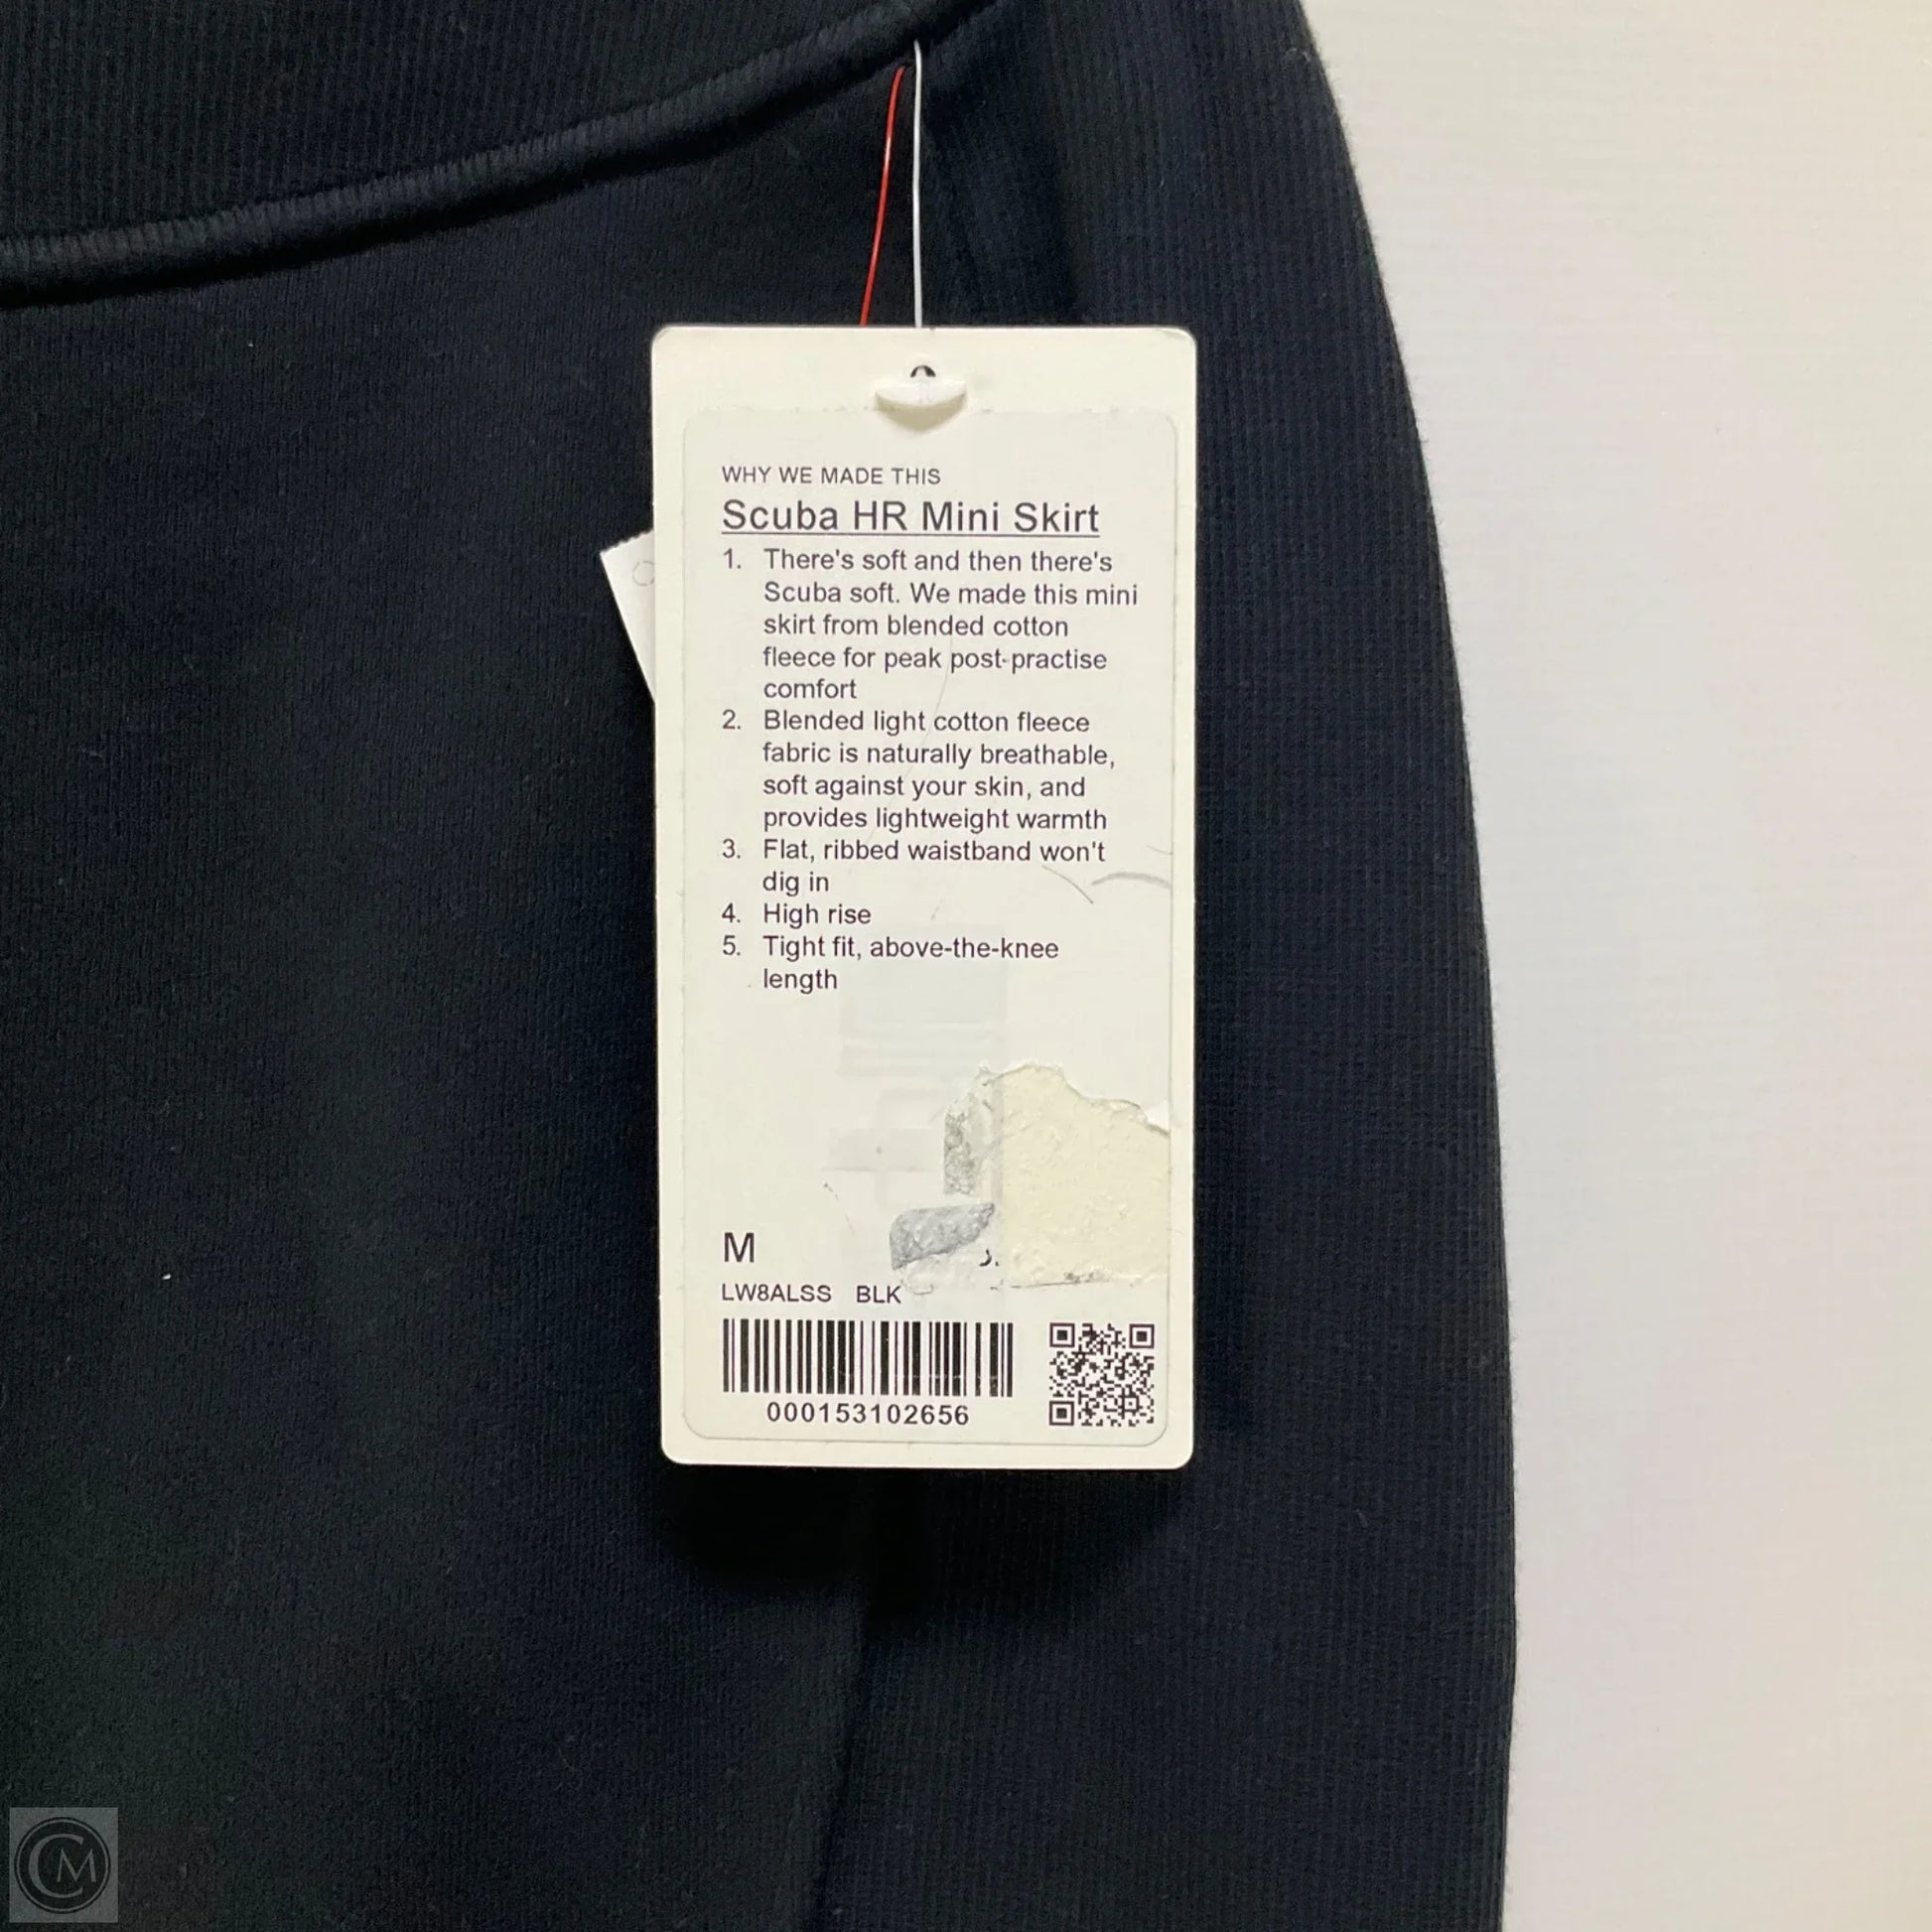 WHY WE MADE THIS
Scuba HR Mini Skirt
1. There's soft and then there's
Scuba soft. We made this mini
skirt from blended cotton
fleece for peak post-practise
comfort
2. Blended light cotton fleece
fabric is naturally breathable,
soft against your skin, and
provides lightweight warmth
3. Flat, ribbed waistband won't
dig in
4. High rise
5. Tight fit, above-the-knee
length
M
LW8ALSS BLK
000153102656
CM